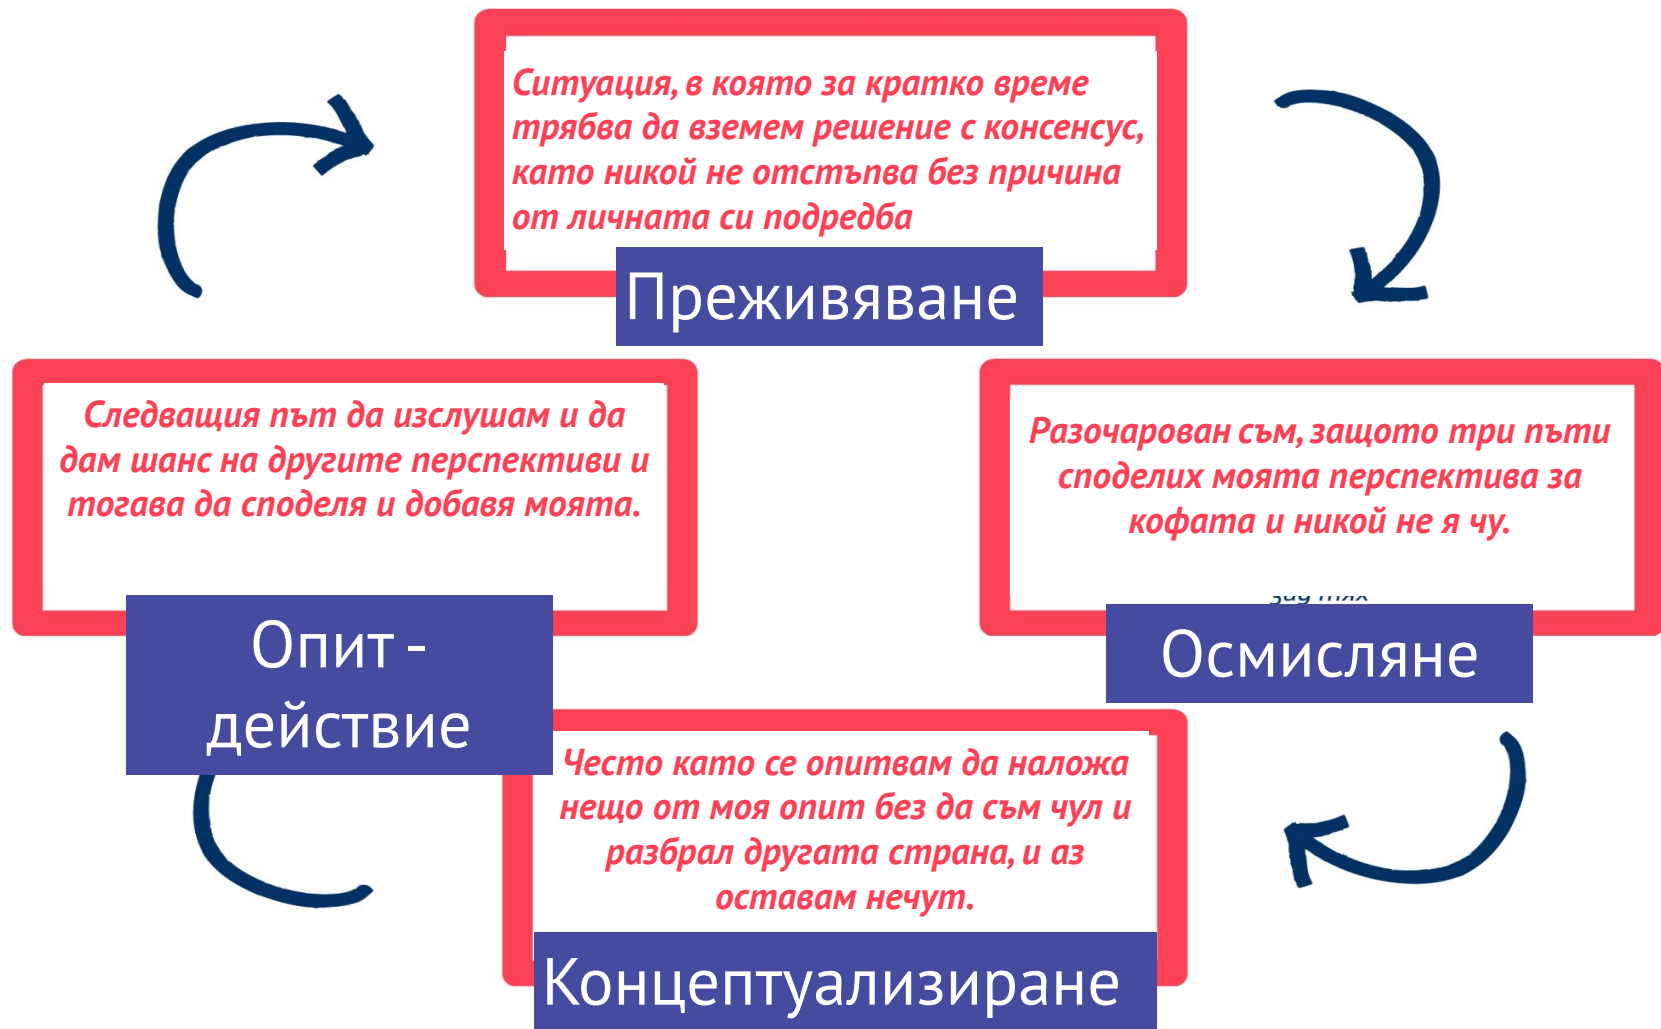 Ситуация, в която за кратко време
трябва да вземем решение с консенсус,
като никой не отстъпва без причина
от личната си подредба
Преживяване
Следващия път да изслушам и да
дам шанс на другите перспективи и
тогава да споделя и добавя моята.
Опит -
действие
Разочарован съм, защото три пъти
споделих моята перспектива за
кофата и никой не я чу.
Осмисляне
Често като се опитвам да наложа
нещо от моя опит без да съм чул и
разбрал другата страна, и аз
оставам нечут.
Концептуализиране